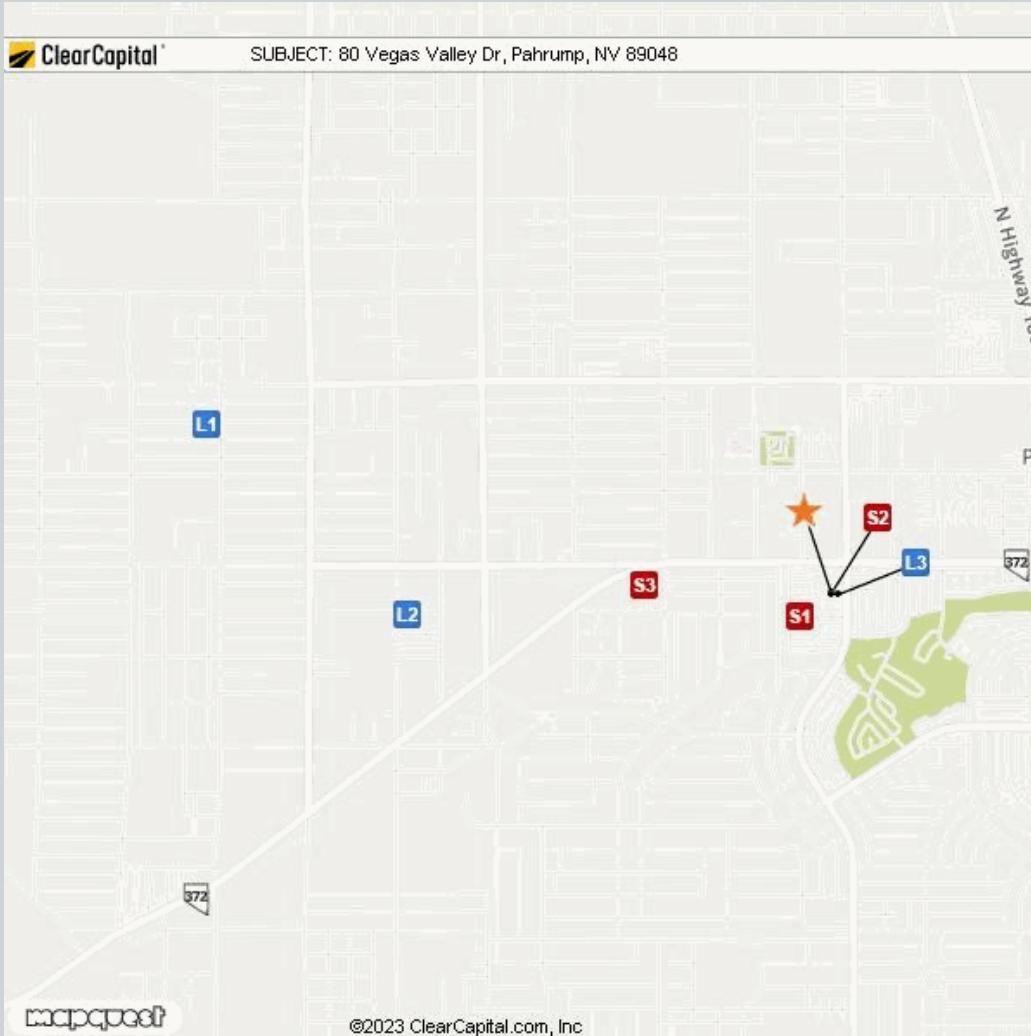 ClearCapital
SUBJECT: 80 Vegas Valley Dr, Pahrump, NV 89048
N Highway
L1
S2
L3
372
S3
L2
S1
372
mapquest
©2023 ClearCapital.com, Inc